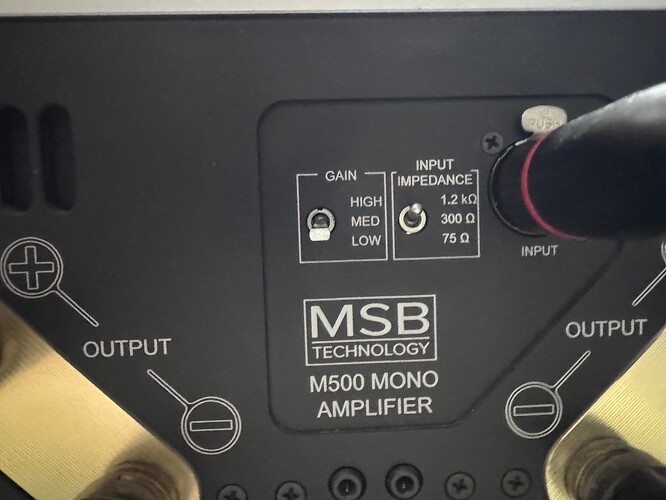 PUSH
GAIN
HIGH
MED
LOW
INPUT
IMPEDANCE
1.2 kΩ
300 Ω
75 Ω
INPUT
+
OUTPUT
−
OUTPUT
−
MSB
TECHNOLOGY
M500 MONO
AMPLIFIER